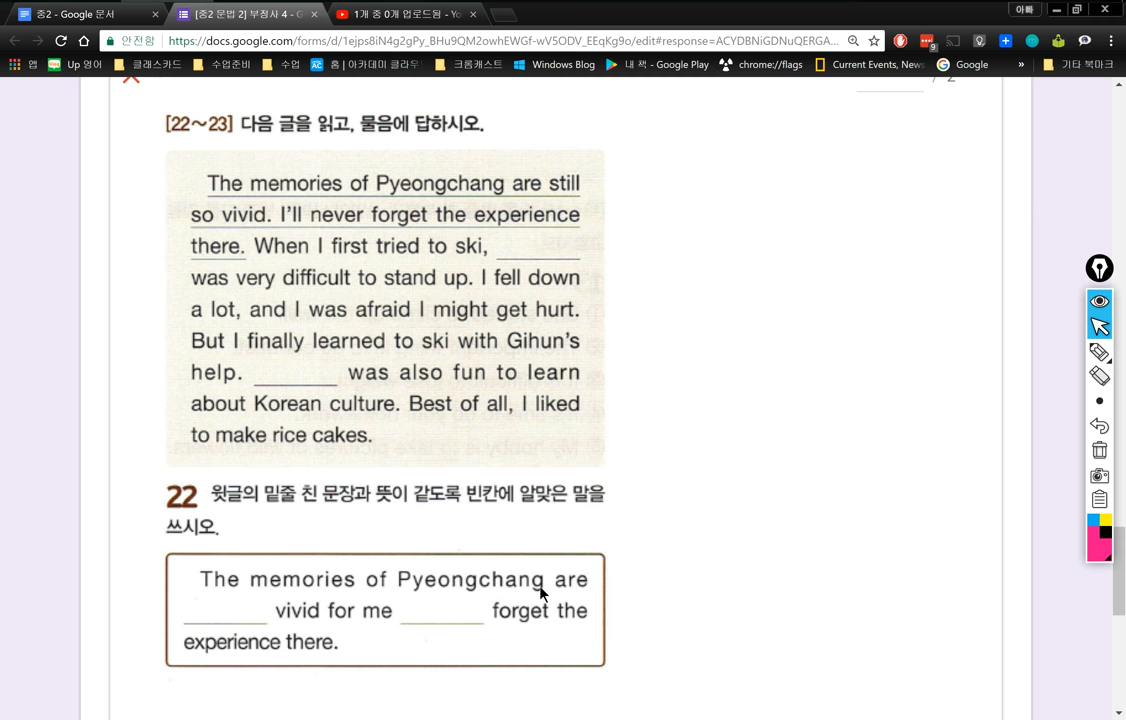 중2 - Google 문서
[중2 문법 2] 부정사 4 - G
1개 중 0개 업로드됨 - Yo
아빠
안전함
https://docs.google.com/forms/d/1ejps8iN4g2gPy_BHu9QM2owhEWGf-wV5ODV_EEqKg9o/edit#response=ACYDBNiGDNuQERGA...
앱
Up 영어
클래스카드
수업준비
수업
홈 | 아카데미 클라우
크롬캐스트
Windows Blog
내 책 - Google Play
chrome://flags
Current Events, News
Google
»
기타 북마크
/ 2
[22~23] 다음 글을 읽고, 물음에 답하시오.
The memories of Pyeongchang are still
so vivid. I'll never forget the experience
there. When I first tried to ski, ________
was very difficult to stand up. I fell down
a lot, and I was afraid I might get hurt.
But I finally learned to ski with Gihun's
help. ________ was also fun to learn
about Korean culture. Best of all, I liked
to make rice cakes.
22 윗글의 밑줄 친 문장과 뜻이 같도록 빈칸에 알맞은 말을
쓰시오.
The memories of Pyeongchang are
________ vivid for me ________ forget the
experience there.